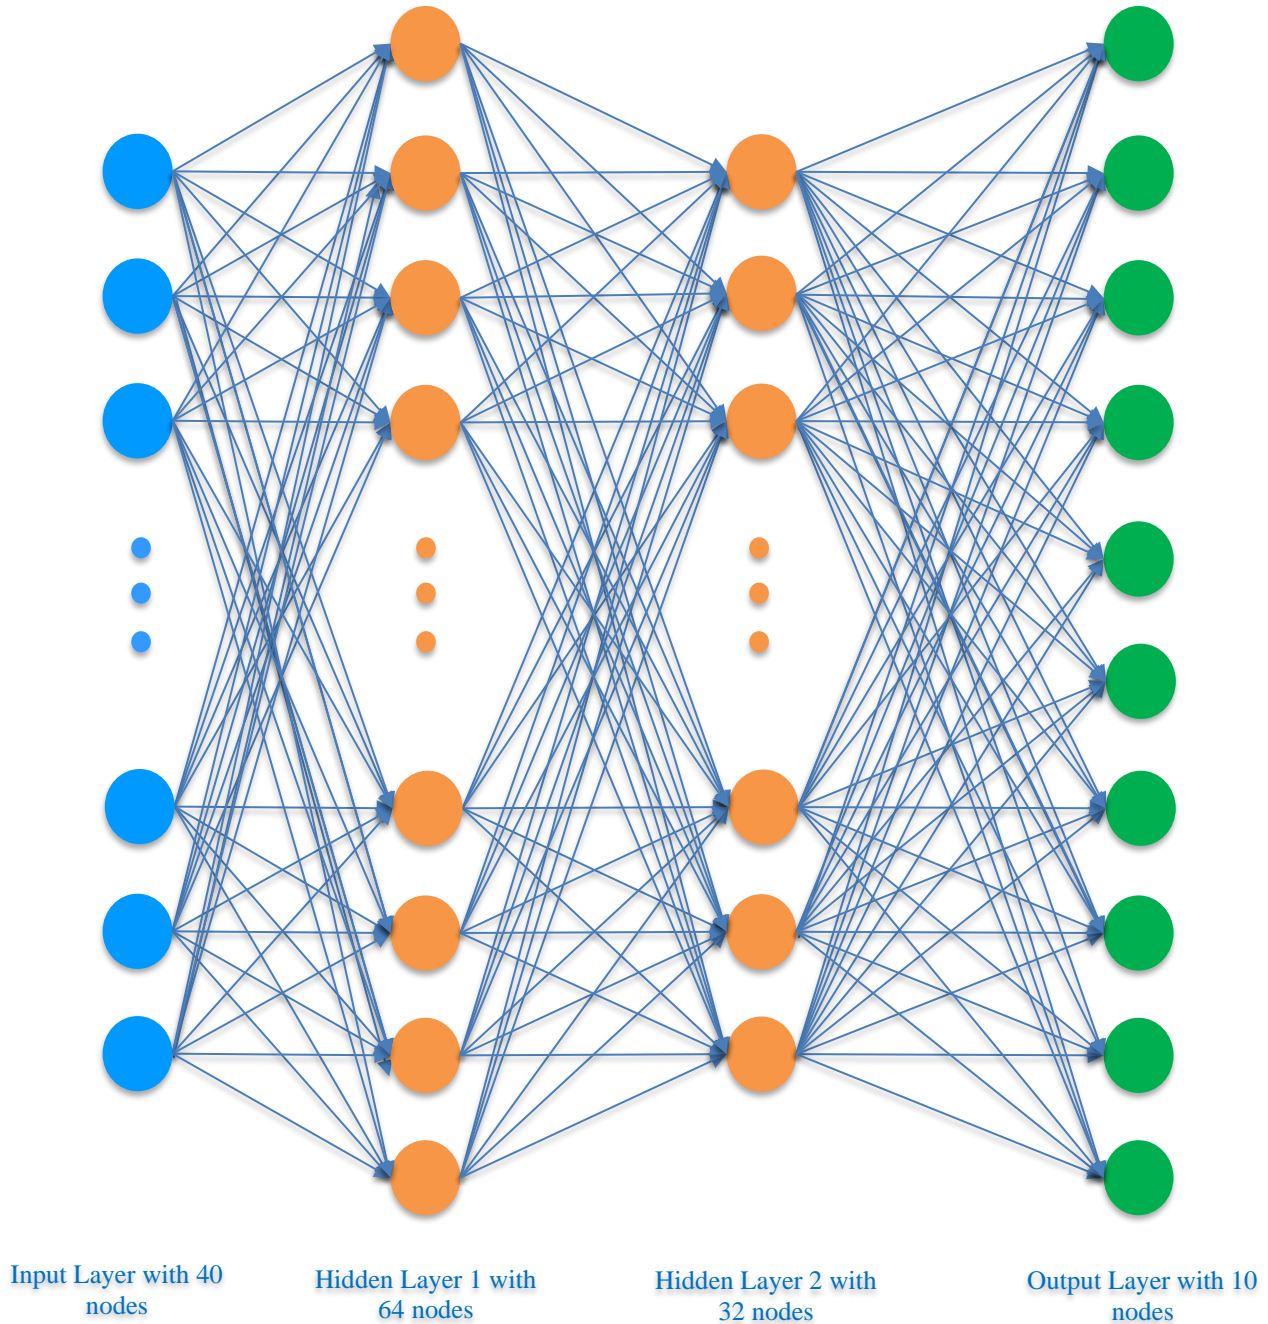 Input Layer with 40
nodes
Hidden Layer 1 with
64 nodes
Hidden Layer 2 with
32 nodes
Output Layer with 10
nodes